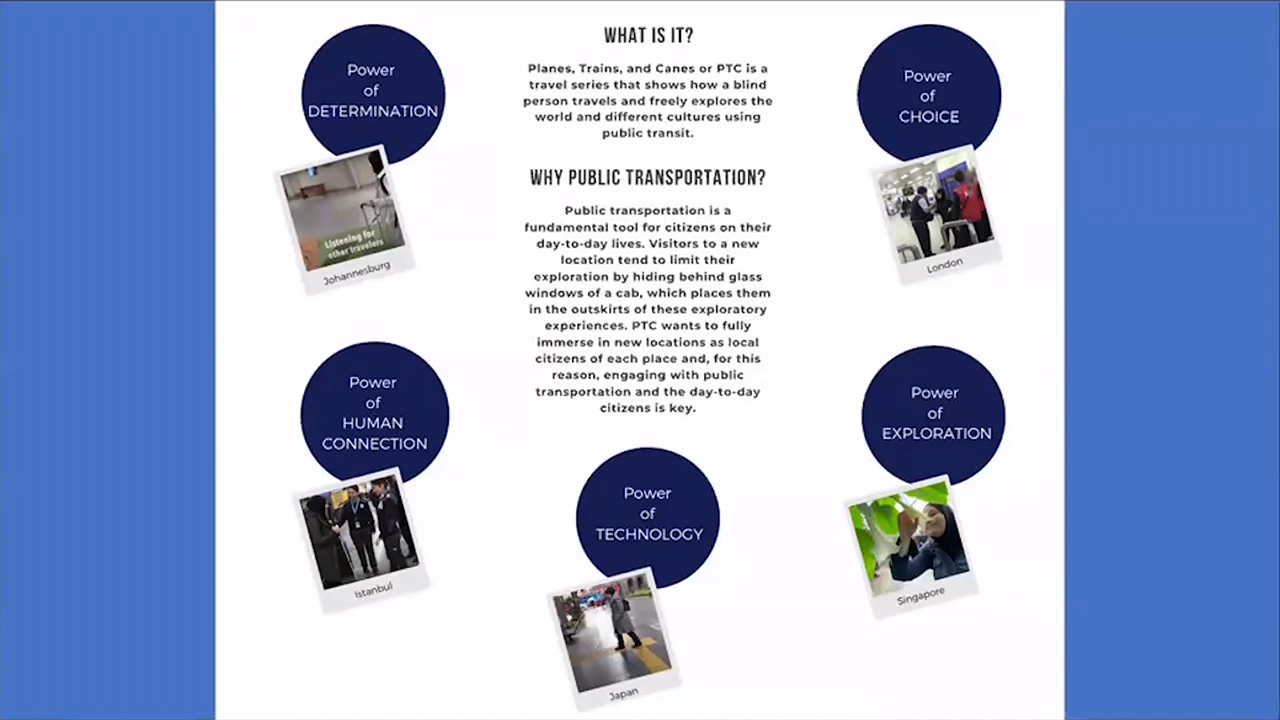 Power
of
DETERMINATION
Listening for
other travelers
Johannesburg
WHAT IS IT?
Planes, Trains, and Canes or PTC is a
travel series that shows how a blind
person travels and freely explores the
world and different cultures using
public transit.
WHY PUBLIC TRANSPORTATION?
Public transportation is a
fundamental tool for citizens on their
day-to-day lives. Visitors to a new
location tend to limit their
exploration by hiding behind glass
windows of a cab, which places them
in the outskirts of these exploratory
experiences. PTC wants to fully
immerse in new locations as local
citizens of each place and, for this
reason, engaging with public
transportation and the day-to-day
citizens is key.
Power
of
CHOICE
London
Power
of
HUMAN
CONNECTION
Istanbul
Power
of
TECHNOLOGY
Japan
Power
of
EXPLORATION
Singapore